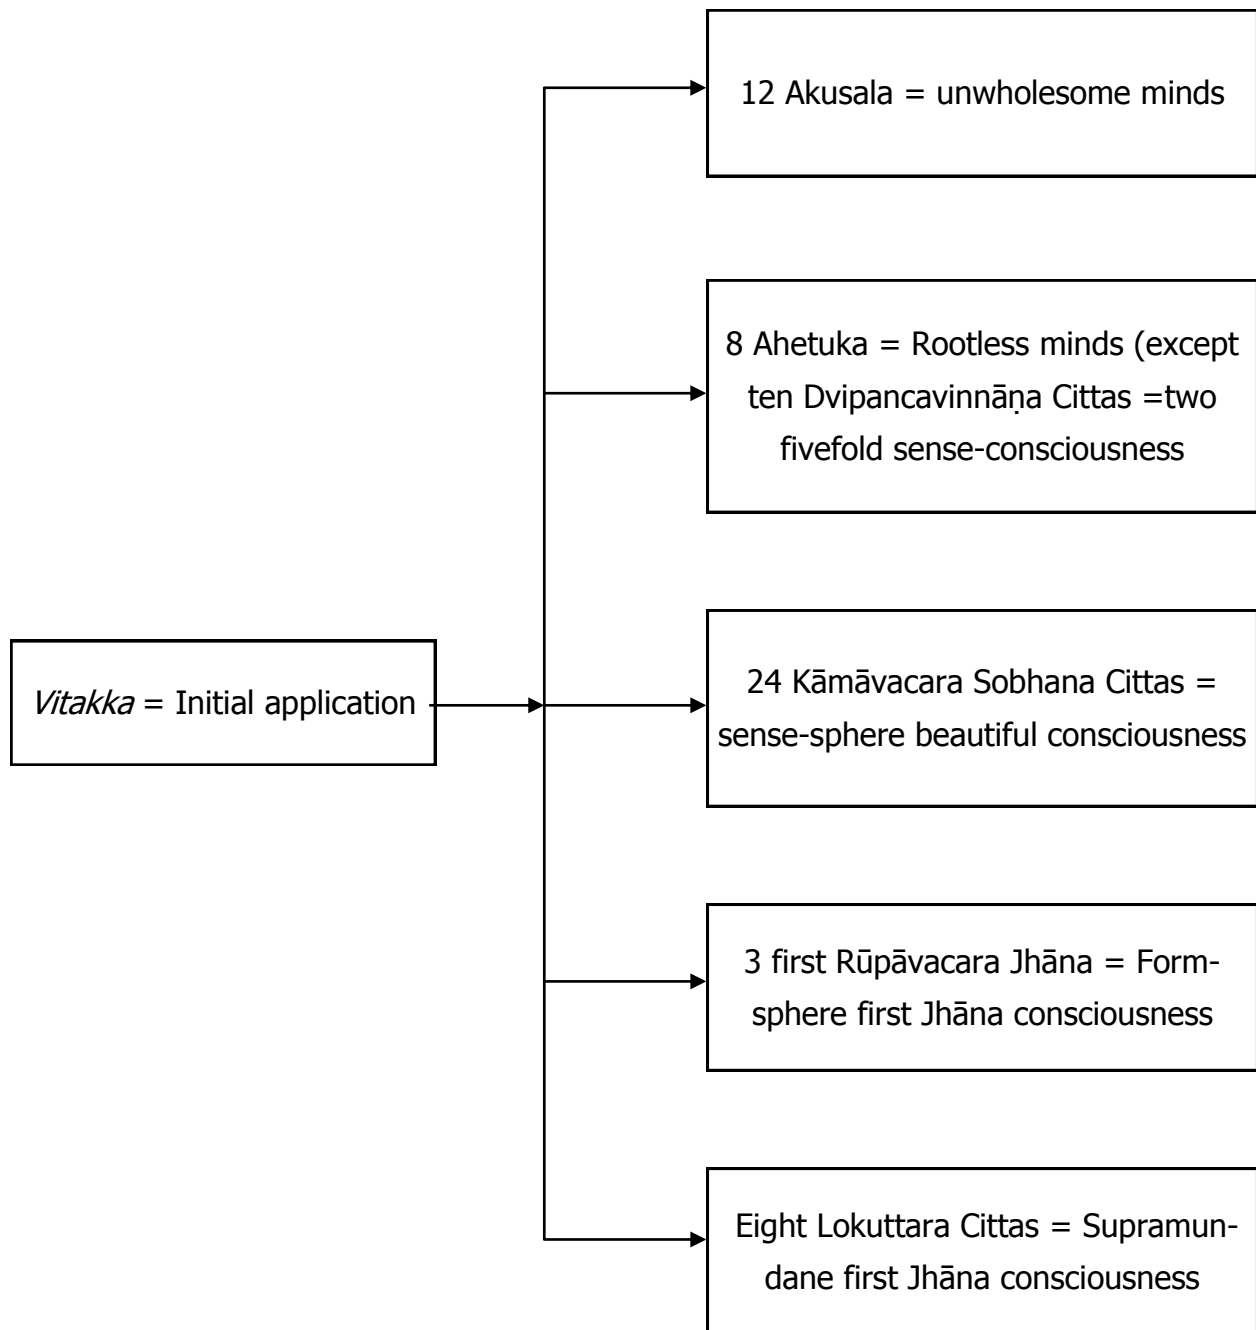 12 Akusala = unwholesome minds
8 Ahetuka = Rootless minds (except
ten Dvipancavinnāṇa Cittas =two
fivefold sense-consciousness
Vitakka = Initial application
24 Kāmāvacara Sobhana Cittas =
sense-sphere beautiful consciousness
3 first Rūpāvacara Jhāna = Form-
sphere first Jhāna consciousness
Eight Lokuttara Cittas = Supramun-
dane first Jhāna consciousness